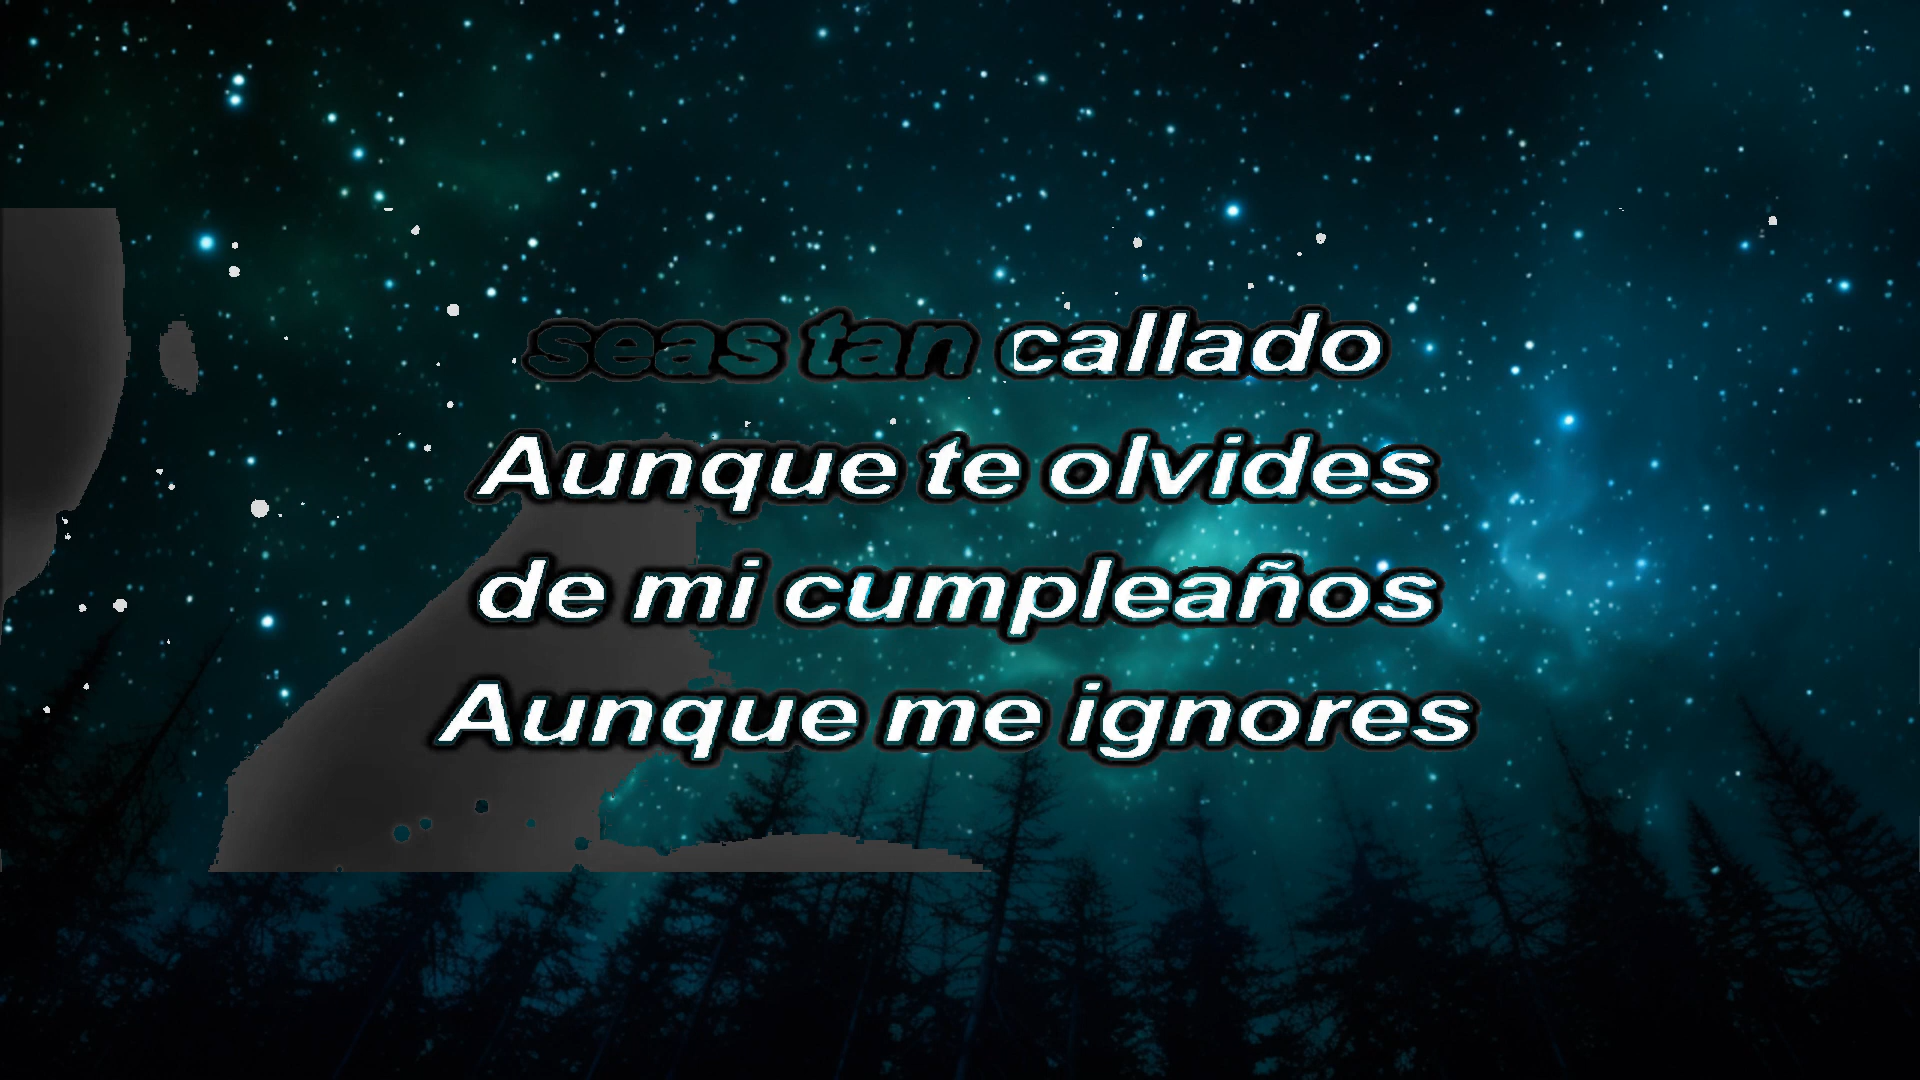 seas tan callado
Aunque te olvides
de mi cumpleaños
Aunque me ignores